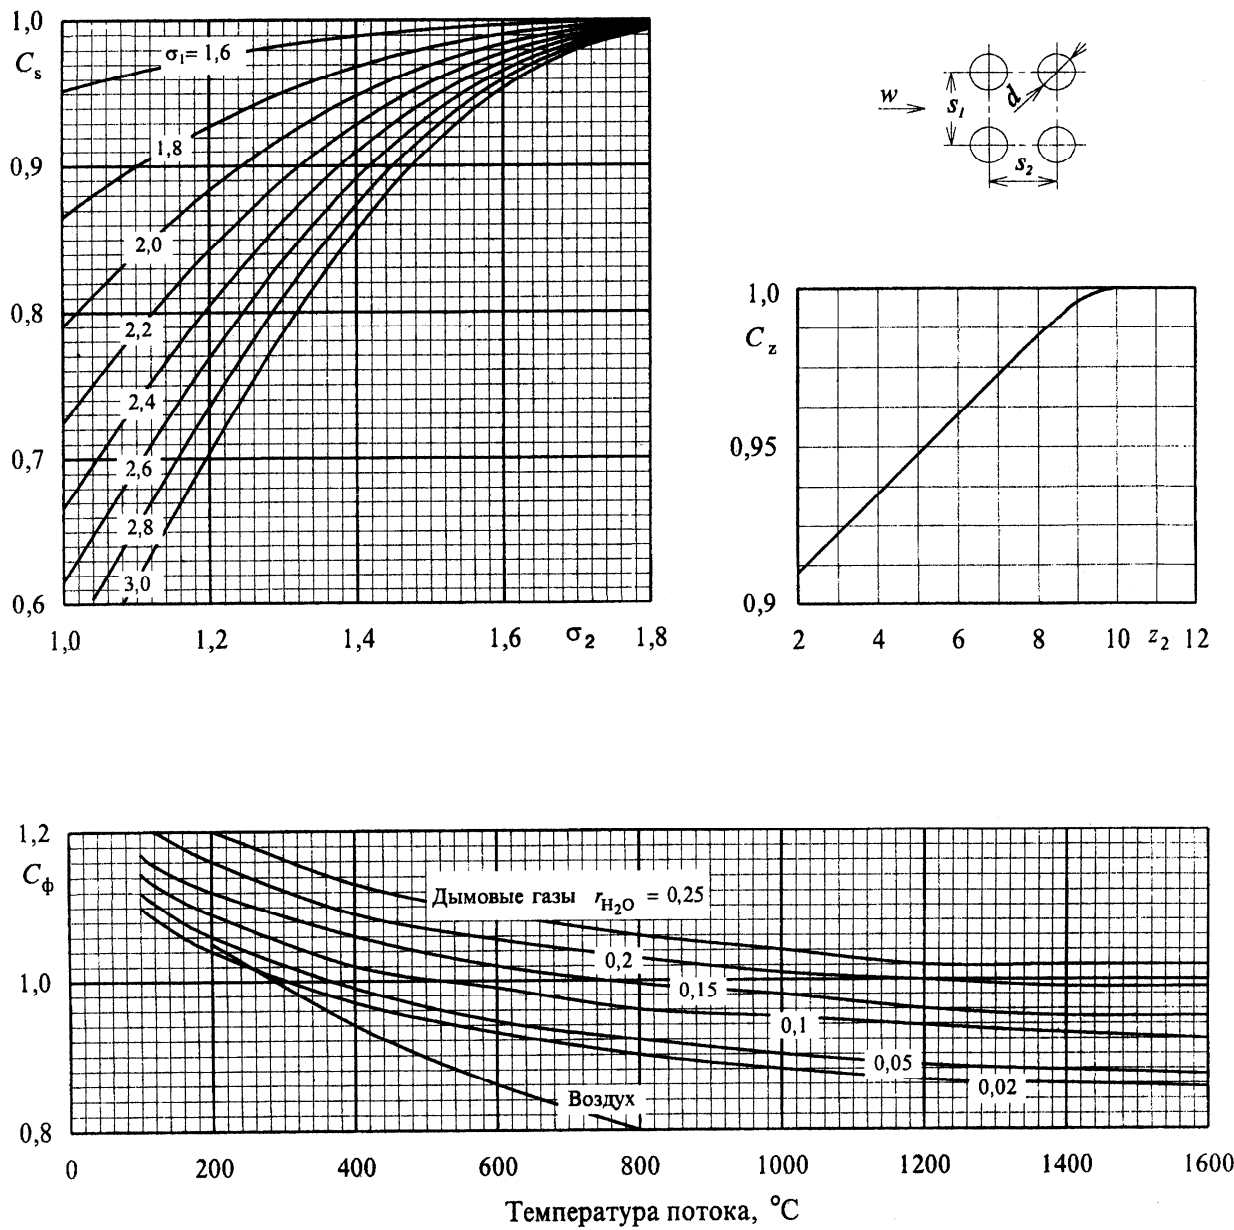 1,0
C_s
σ₁= 1,6
1,8
0,9
2,0
0,8
2,2
2,4
0,7
2,6
2,8
3,0
0,6
1,0 1,2 1,4 σ₂ 1,6 1,8
w
s₁
d
s₂
1,0
C_z
0,95
0,9
2 4 6 8 10 z₂ 12
1,2
C_ф
Дымовые газы r_H₂O = 0,25
0,2
1,0
0,15
0,1
0,05
0,02
Воздух
0,8
0 200 400 600 800 1000 1200 1400 1600
Температура потока, °C